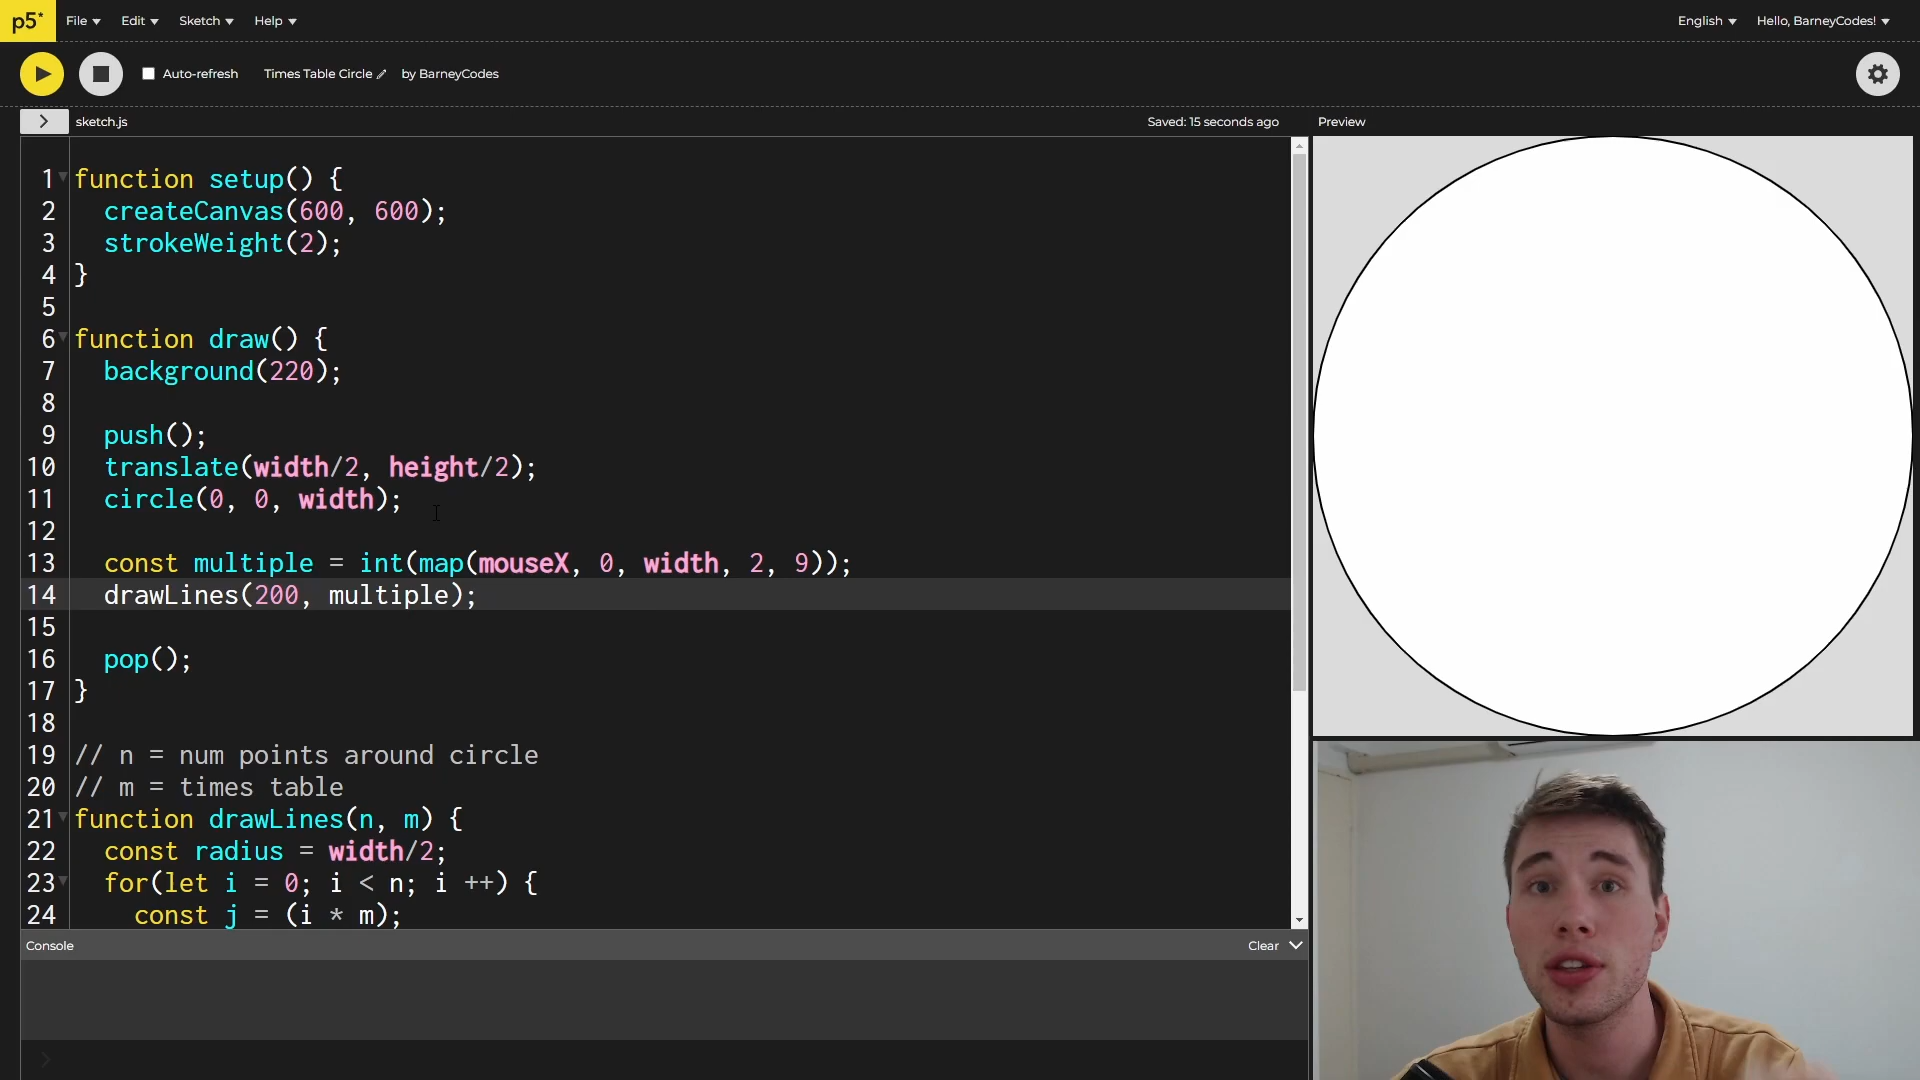 p5* File Edit Sketch Help English Hello, BarneyCodes!
Auto-refresh Times Table Circle by BarneyCodes
sketch.js Saved: 15 seconds ago Preview
1 function setup() {
2 createCanvas(600, 600);
3 strokeWeight(2);
4 }
5
6 function draw() {
7 background(220);
8
9 push();
10 translate(width/2, height/2);
11 circle(0, 0, width);
12
13 const multiple = int(map(mouseX, 0, width, 2, 9));
14 drawLines(200, multiple);
15
16 pop();
17 }
18
19 // n = num points around circle
20 // m = times table
21 function drawLines(n, m) {
22 const radius = width/2;
23 for(let i = 0; i < n; i ++) {
24 const j = (i * m);
Console Clear